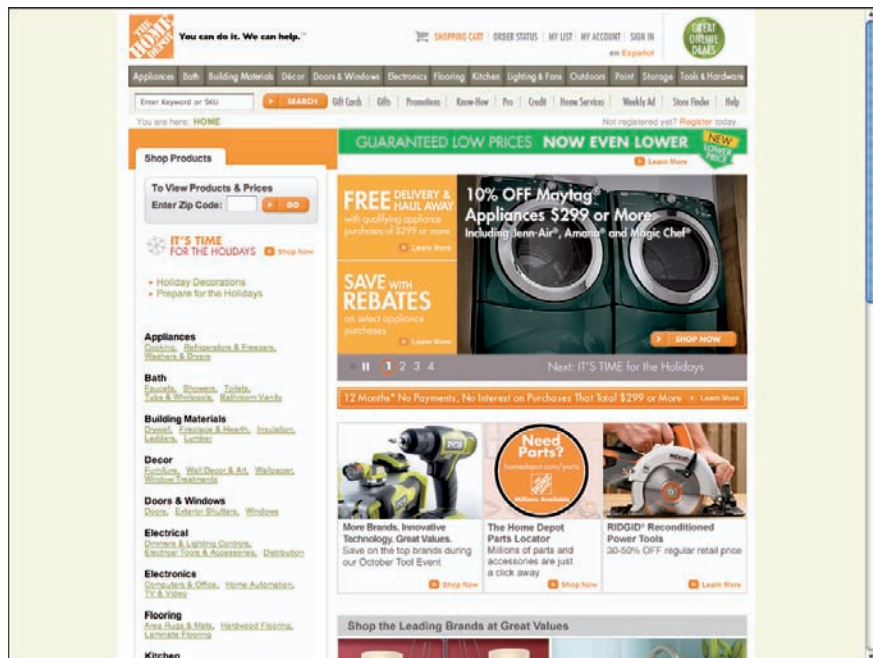 THE HOME DEPOT
You can do it. We can help.™
SHOPPING CART | ORDER STATUS | MY LIST | MY ACCOUNT | SIGN IN
en Español
GREAT ONLINE DEALS
Appliances Bath Building Materials Décor Doors & Windows Electronics Flooring Kitchen Lighting & Fans Outdoors Paint Storage Tools & Hardware
Enter Keyword or SKU SEARCH Gift Cards | Gifts | Promotions | Know-How | Pro | Credit | Home Services | Weekly Ad | Store Finder | Help
You are here: HOME
Not registered yet? Register today.
GUARANTEED LOW PRICES NOW EVEN LOWER
NEW LOWER PRICE
Learn More
Shop Products
To View Products & Prices
Enter Zip Code: GO
IT'S TIME
FOR THE HOLIDAYS Shop Now
Holiday Decorations
Prepare for the Holidays
Appliances
Cooking, Refrigerators & Freezers,
Washers & Dryers
Bath
Faucets, Showers, Toilets,
Tubs & Whirlpools, Bathroom Vanity
Building Materials
Drywall, Fireplace & Hearth, Insulation,
Ladders, Lumber
Decor
Furniture, Wall Decor & Art, Wallpaper,
Window Treatments
Doors & Windows
Doors, Exterior Shutters, Windows
Electrical
Dimmers & Lighting Controls,
Electrical Tools & Accessories, Distribution
Electronics
Computers & Office, Home Automation,
TV & Video
Flooring
Area Rugs & Mats, Hardwood Flooring,
Laminate Flooring
Kitchen
FREE DELIVERY & HAUL AWAY
with qualifying appliance
purchases of $299 or more
Learn More
SAVE WITH
REBATES
on select appliance
purchases
Learn More
10% OFF Maytag®
Appliances $299 or More
Including Jenn-Air®, Amana® and Magic Chef®
SHOP NOW
1 2 3 4 Next: IT'S TIME for the Holidays
12 Months* No Payments, No Interest on Purchases That Total $299 or More Learn More
RYOBI
Need
Parts?
homedepot.com/parts
THE HOME DEPOT
Millions Available
RIDGID
More Brands. Innovative
Technology. Great Values.
Save on the top brands during
our October Tool Event
Shop Now
The Home Depot
Parts Locator
Millions of parts and
accessories are just
a click away
Shop Now
RIDGID® Reconditioned
Power Tools
30-50% OFF regular retail price
Learn More
Shop the Leading Brands at Great Values